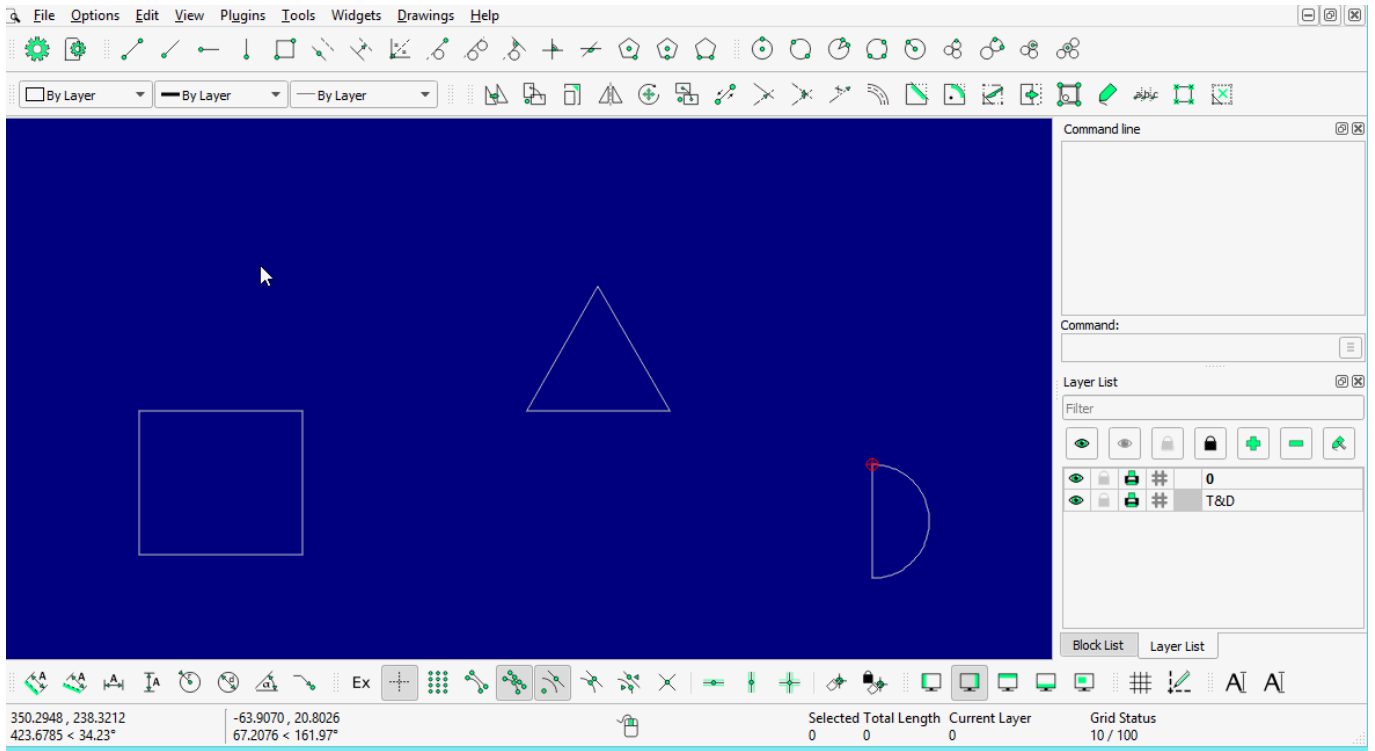 File Options Edit View Plugins Tools Widgets Drawings Help
By Layer By Layer By Layer
Command line
Command:
Layer List
Filter
0
T&D
Block List Layer List
Ex
AI AI
350.2948 , 238.3212 -63.9070 , 20.8026 Selected Total Length Current Layer Grid Status
423.6785 < 34.23° 67.2076 < 161.97° 0 0 0 10 / 100